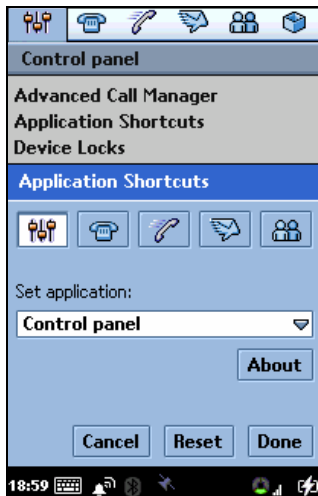 Control panel
Advanced Call Manager
Application Shortcuts
Device Locks
Application Shortcuts
Set application:
Control panel
About
Cancel Reset Done
18:59